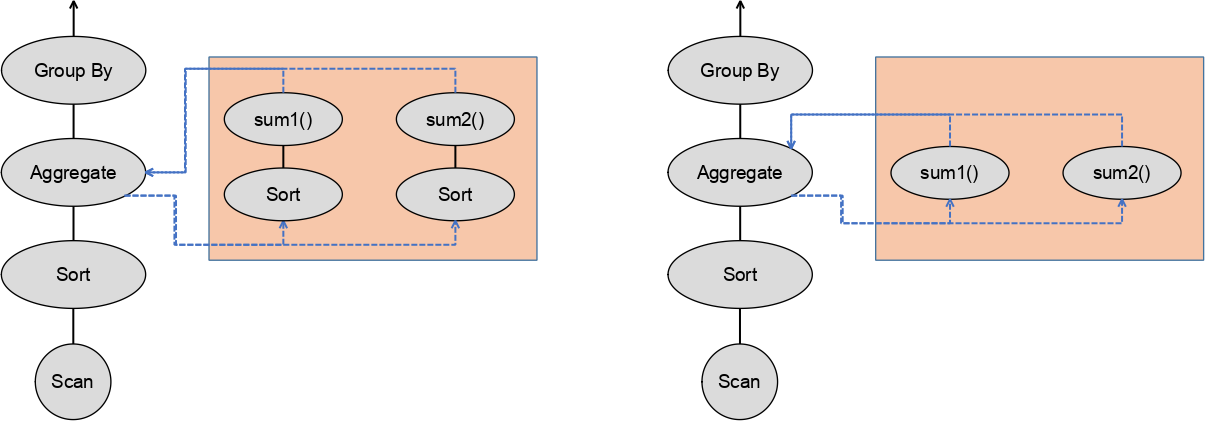 Group By
sum1()
sum2()
Aggregate
Sort
Sort
Sort
Scan
Group By
Aggregate
sum1()
sum2()
Sort
Scan